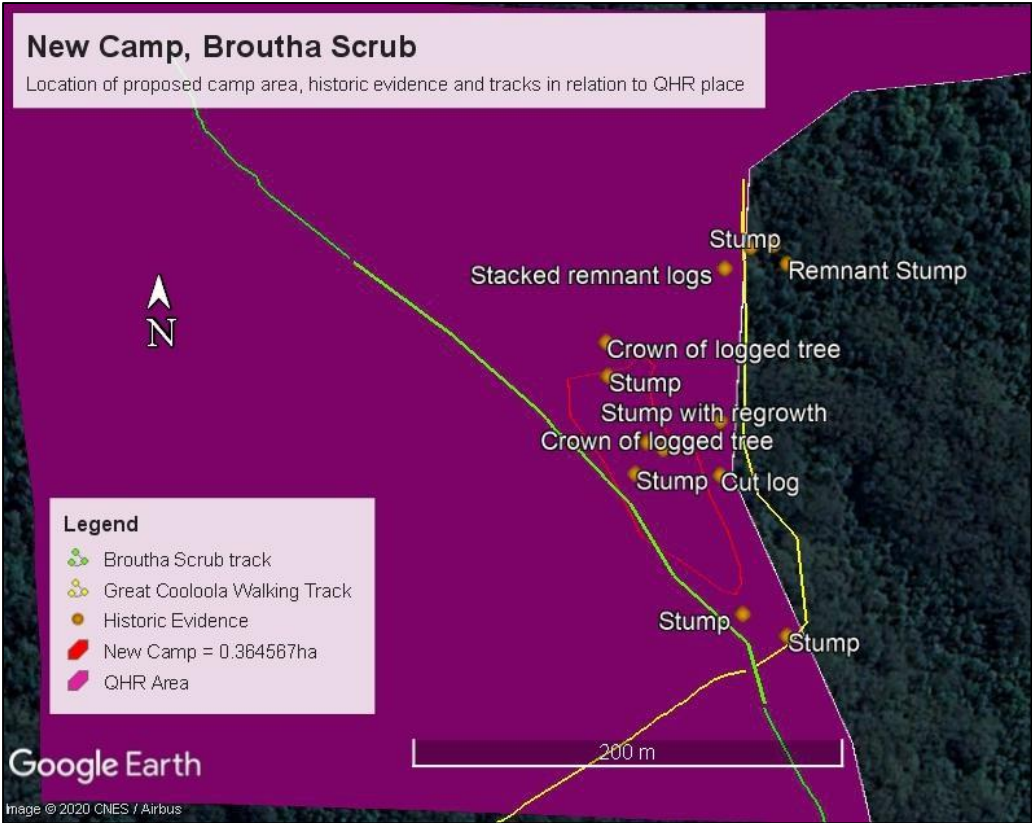 New Camp, Broutha Scrub
Location of proposed camp area, historic evidence and tracks in relation to QHR place
Stump
Stacked remnant logs
Remnant Stump
N
Crown of logged tree
Stump
Stump with regrowth
Crown of logged tree
Stump
Cut log
Legend
Broutha Scrub track
Great Cooloola Walking Track
Historic Evidence
New Camp = 0.364567ha
QHR Area
Stump
Stump
200 m
Google Earth
Image © 2020 CNES / Airbus